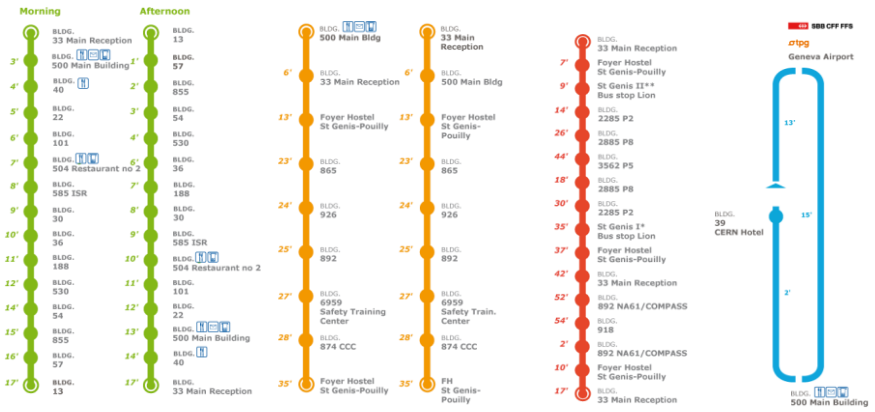 Morning
BLDG.
33 Main Reception
3' BLDG.
500 Main Building
4' BLDG.
40
5' BLDG.
22
6' BLDG.
101
7' BLDG.
504 Restaurant no 2
8' BLDG.
585 ISR
9' BLDG.
30
10' BLDG.
36
11' BLDG.
188
12' BLDG.
530
14' BLDG.
54
15' BLDG.
855
16' BLDG.
57
17' BLDG.
13
Afternoon
BLDG.
13
1' BLDG.
57
2' BLDG.
855
3' BLDG.
54
4' BLDG.
530
6' BLDG.
36
7' BLDG.
188
8' BLDG.
30
9' BLDG.
585 ISR
10' BLDG.
504 Restaurant no 2
11' BLDG.
101
12' BLDG.
22
13' BLDG.
500 Main Building
14' BLDG.
40
17' BLDG.
33 Main Reception
BLDG.
500 Main Bldg
6' BLDG.
33 Main Reception
13' Foyer Hostel
St Genis-Pouilly
23' BLDG.
865
24' BLDG.
926
25' BLDG.
892
27' BLDG.
6959
Safety Training
Center
28' BLDG.
874 CCC
35' Foyer Hostel
St Genis-Pouilly
BLDG.
33 Main
Reception
6' BLDG.
500 Main Bldg
13' Foyer Hostel
St Genis-
Pouilly
23' BLDG.
865
24' BLDG.
926
25' BLDG.
892
27' BLDG.
6959
Safety Train.
Center
28' BLDG.
874 CCC
35' FH
St Genis-
Pouilly
BLDG.
33 Main Reception
7' Foyer Hostel
St Genis-Pouilly
9' St Genis II**
Bus stop Lion
14' BLDG.
2285 P2
26' BLDG.
2885 P8
44' BLDG.
3562 P5
18' BLDG.
2885 P8
30' BLDG.
2285 P2
35' St Genis I*
Bus stop Lion
37' Foyer Hostel
St Genis-Pouilly
42' BLDG.
33 Main Reception
52' BLDG.
892 NA61/COMPASS
54' BLDG.
918
2' BLDG.
892 NA61/COMPASS
10' Foyer Hostel
St Genis-Pouilly
17' BLDG.
33 Main Reception
SBB CFF FFS
tpg
Geneva Airport
13'
BLDG.
39
CERN Hotel
15'
2'
BLDG.
500 Main Building